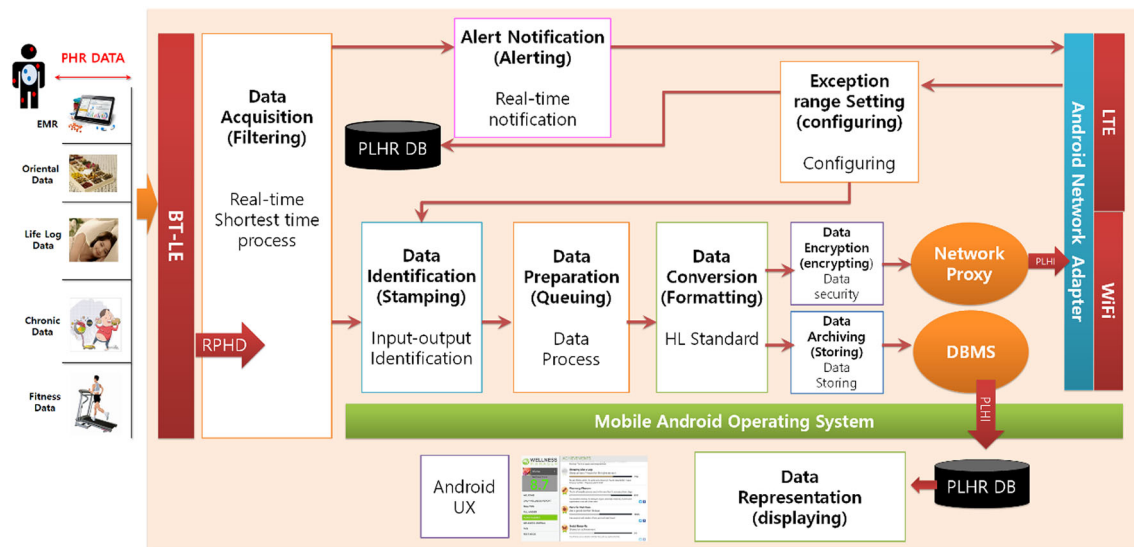 PHR DATA
EMR
Oriental
Data
Life Log
Data
Chronic
Data
Fitness
Data
BT-LE
RPHD
Data
Acquisition
(Filtering)
Real-time
Shortest time
process
Alert Notification
(Alerting)
Real-time
notification
PLHR DB
Exception
range Setting
(configuring)
Configuring
Data
Identification
(Stamping)
Input-output
Identification
Data
Preparation
(Queuing)
Data
Process
Data
Conversion
(Formatting)
HL Standard
Data
Encryption
(encrypting)
Data
security
Data
Archiving
(Storing)
Data
Storing
Network
Proxy
PLHI
DBMS
PLHI
Android Network Adapter
LTE
WiFi
Mobile Android Operating System
Android
UX
WELLNESS
8.7
Data
Representation
(displaying)
PLHR DB